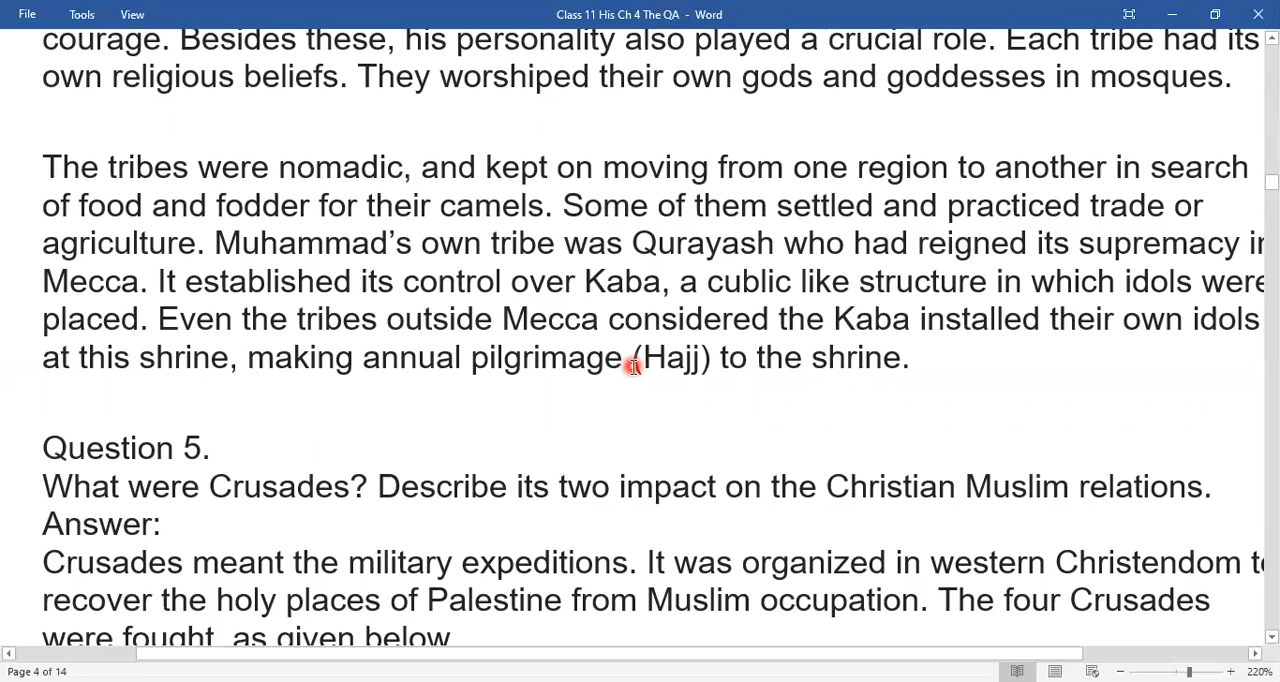 File Tools View Class 11 His Ch 4 The QA - Word
courage. Besides these, his personality also played a crucial role. Each tribe had its
own religious beliefs. They worshiped their own gods and goddesses in mosques.
The tribes were nomadic, and kept on moving from one region to another in search
of food and fodder for their camels. Some of them settled and practiced trade or
agriculture. Muhammad’s own tribe was Qurayash who had reigned its supremacy in
Mecca. It established its control over Kaba, a cublic like structure in which idols were
placed. Even the tribes outside Mecca considered the Kaba installed their own idols
at this shrine, making annual pilgrimage (Hajj) to the shrine.
Question 5.
What were Crusades? Describe its two impact on the Christian Muslim relations.
Answer:
Crusades meant the military expeditions. It was organized in western Christendom to
recover the holy places of Palestine from Muslim occupation. The four Crusades
were fought, as given below
Page 4 of 14 220%